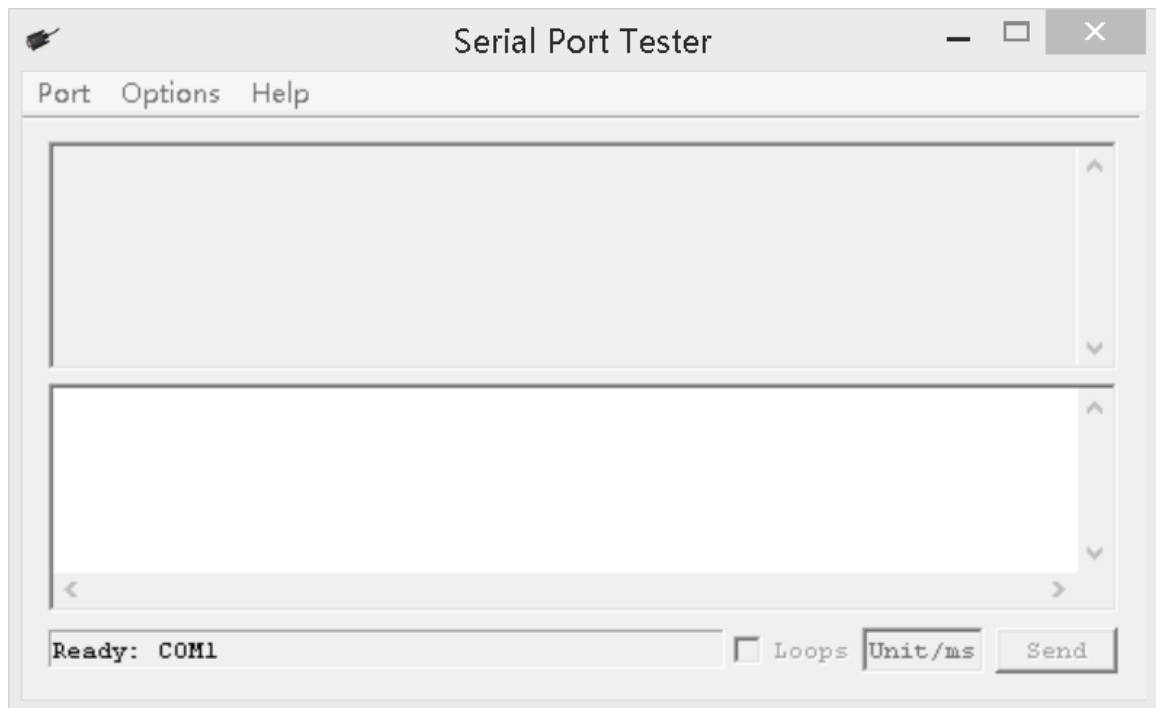 Serial Port Tester
Port Options Help
Ready: COM1 Loops Unit/ms Send